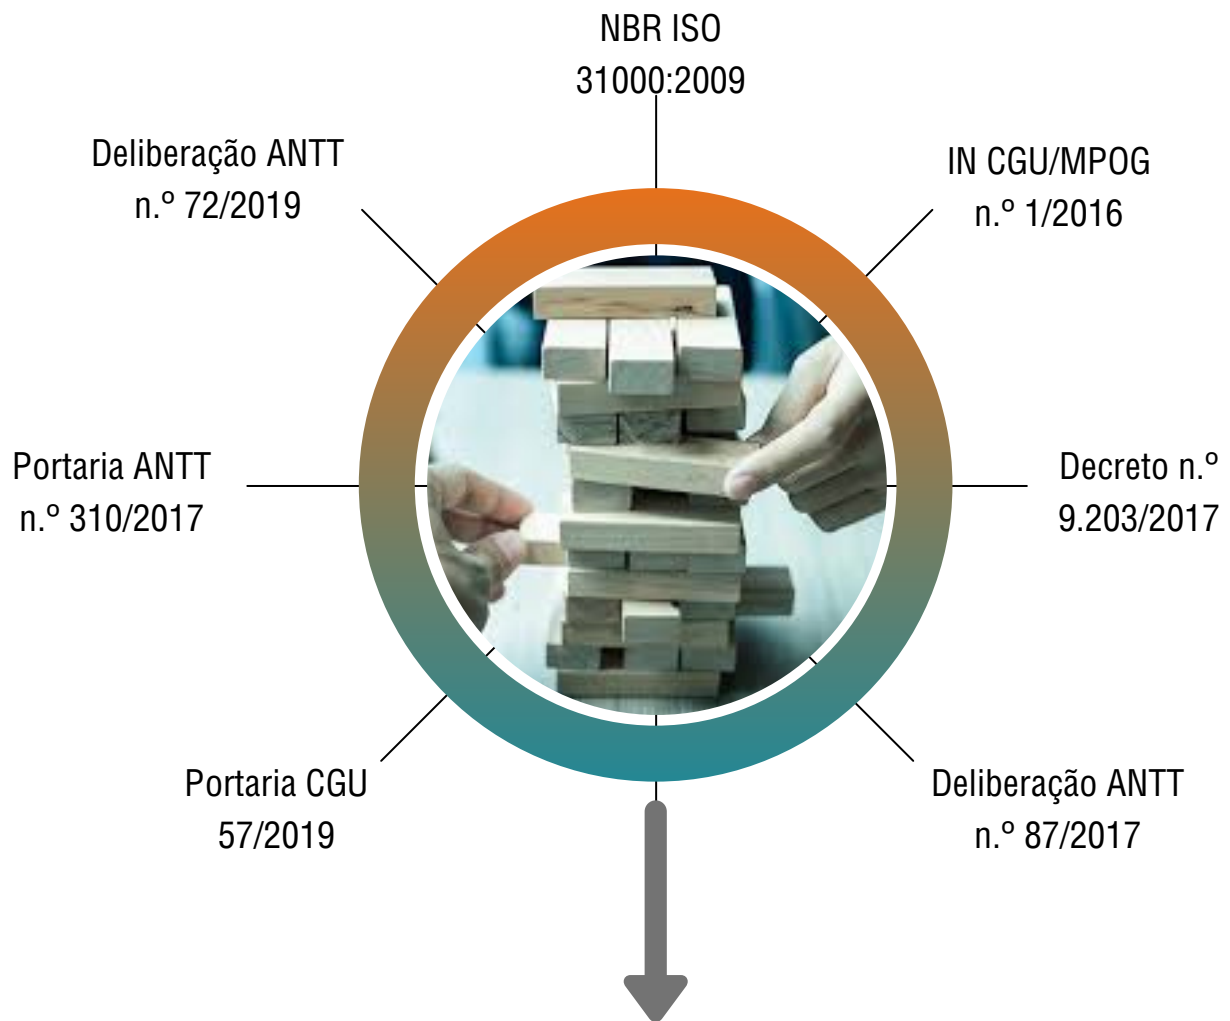 NBR ISO
31000:2009
Deliberação ANTT
n.º 72/2019
IN CGU/MPOG
n.º 1/2016
Portaria ANTT
n.º 310/2017
Decreto n.º
9.203/2017
Portaria CGU
57/2019
Deliberação ANTT
n.º 87/2017